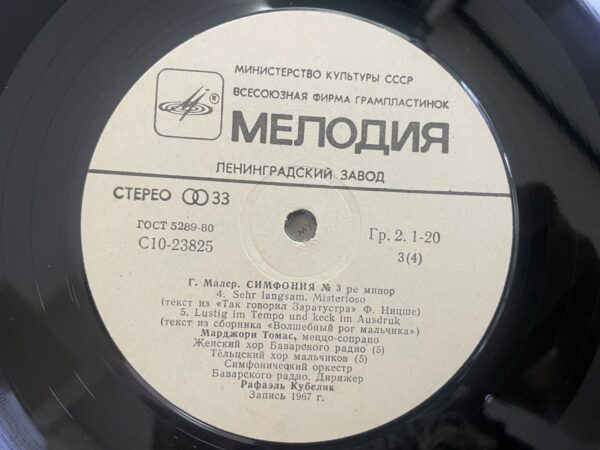 МИНИСТЕРСТВО КУЛЬТУРЫ СССР
ВСЕСОЮЗНАЯ ФИРМА ГРАМПЛАСТИНОК
®
МЕЛОДИЯ
ЛЕНИНГРАДСКИЙ ЗАВОД
СТЕРЕО 33
ГОСТ 5289-80
С10-23825
Гр. 2. 1-20
3(4)
Г. Малер. СИМФОНИЯ № 3 ре минор
4. Sehr langsam. Misterioso
(текст из «Так говорил Заратустра» Ф. Ницше)
5. Lustig im Tempo und keck im Ausdruk
(текст из сборника «Волшебный рог мальчика»)
Марджори Томас, меццо-сопрано
Женский хор Баварского радио (5)
Тёльцский хор мальчиков (5)
Симфонический оркестр
Баварского радио. Дирижер
Рафаэль Кубелик
Запись 1967 г.